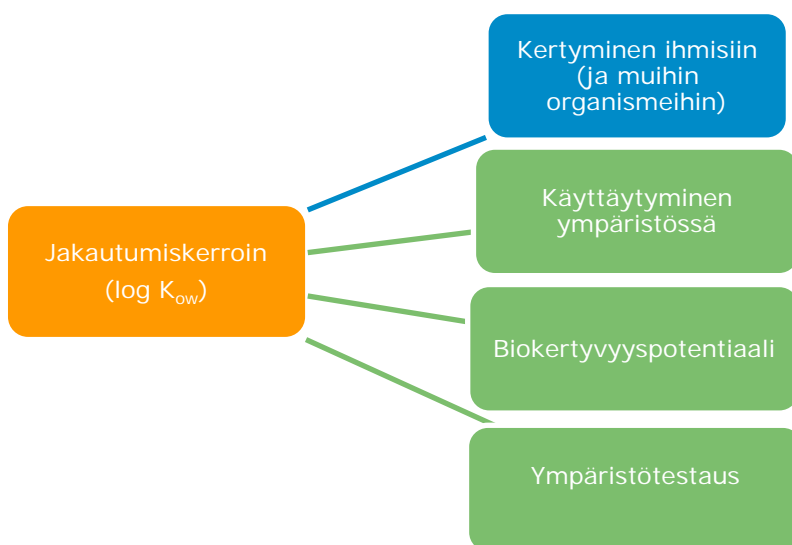 Kertyminen ihmisiin
(ja muihin
organismeihin)
Käyttäytyminen
ympäristössä
Jakautumiskerroin
(log Kow)
Biokertyvyyspotentiaali
Ympäristötestaus